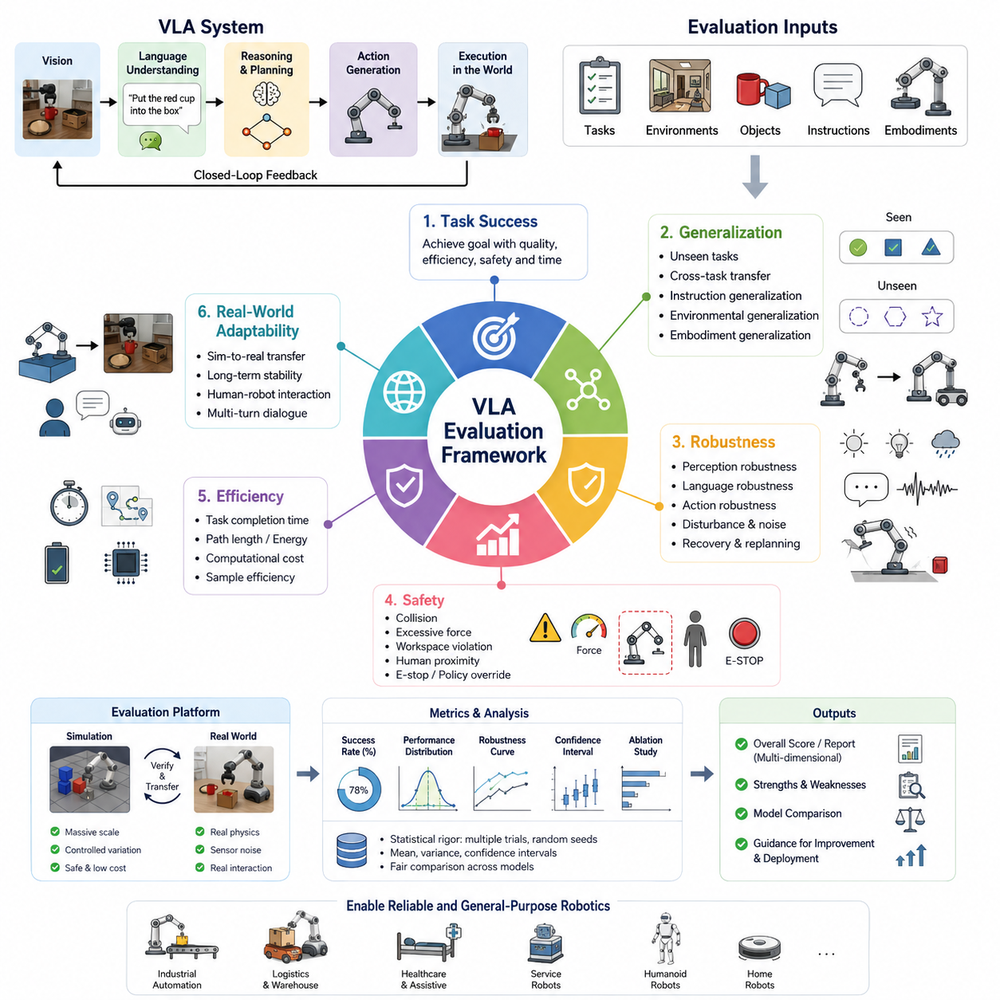 VLA System
Vision
Language
Understanding
"Put the red cup
into the box"
Reasoning
& Planning
Action
Generation
Execution
in the World
Closed-Loop Feedback
Evaluation Inputs
Tasks
Environments
Objects
Instructions
Embodiments
1. Task Success
Achieve goal with quality,
efficiency, safety and time
2. Generalization
• Unseen tasks
• Cross-task transfer
• Instruction generalization
• Environmental generalization
• Embodiment generalization
Seen
Unseen
6. Real-World
Adaptability
• Sim-to-real transfer
• Long-term stability
• Human-robot interaction
• Multi-turn dialogue
VLA
Evaluation
Framework
3. Robustness
• Perception robustness
• Language robustness
• Action robustness
• Disturbance & noise
• Recovery & replanning
5. Efficiency
• Task completion time
• Path length / Energy
• Computational cost
• Sample efficiency
4. Safety
• Collision
• Excessive force
• Workspace violation
• Human proximity
• E-stop / Policy override
Force
E-STOP
Evaluation Platform
Simulation
Real World
Verify
&
Transfer
Massive scale
Controlled variation
Safe & low cost
Real physics
Sensor noise
Real interaction
Metrics & Analysis
Success
Rate (%)
78%
Performance
Distribution
Robustness
Curve
Confidence
Interval
Ablation
Study
• Statistical rigor: multiple trials, random seeds
• Mean, variance, confidence intervals
• Fair comparison across models
Outputs
Overall Score / Report
(Multi-dimensional)
Strengths & Weaknesses
Model Comparison
Guidance for Improvement
& Deployment
Enable Reliable and General-Purpose Robotics
Industrial
Automation
Logistics
& Warehouse
Healthcare
& Assistive
Service
Robots
Humanoid
Robots
Home
Robots
...